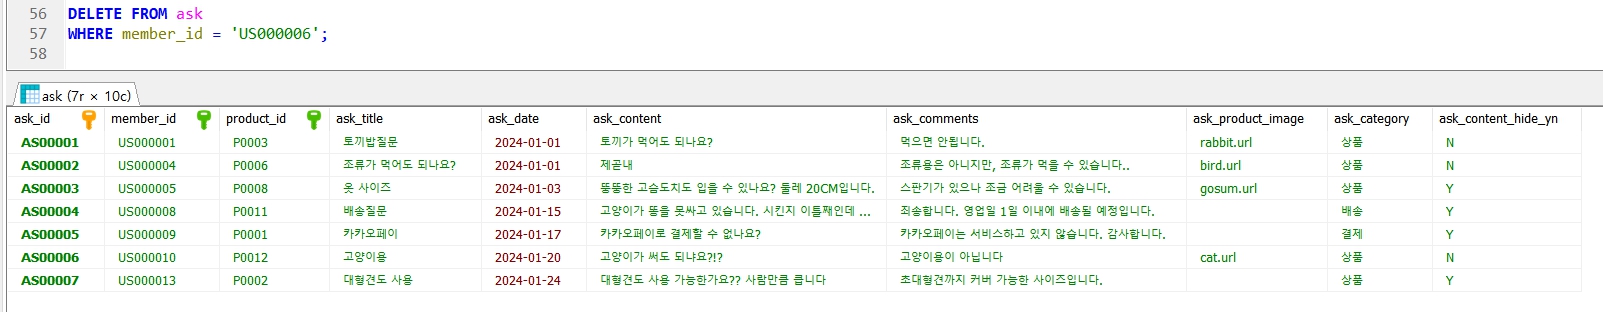 56 DELETE FROM ask
57 WHERE member_id = 'US000006';
58
ask (7r × 10c)
ask_id member_id product_id ask_title ask_date ask_content ask_comments ask_product_image ask_category ask_content_hide_yn
AS00001 US000001 P0003 토끼밥질문 2024-01-01 토끼가 먹어도 되나요? 먹으면 안됩니다. rabbit.url 상품 N
AS00002 US000004 P0006 조류가 먹어도 되나요? 2024-01-01 제곧내 조류용은 아니지만, 조류가 먹을 수 있습니다.. bird.url 상품 N
AS00003 US000005 P0008 옷 사이즈 2024-01-03 뚱뚱한 고슴도치도 입을 수 있나요? 둘레 20CM입니다. 스판기가 있으나 조금 어려울 수 있습니다. gosum.url 상품 Y
AS00004 US000008 P0011 배송질문 2024-01-15 고양이가 똥을 못싸고 있습니다. 시킨지 이틀째인데 ... 죄송합니다. 영업일 1일 이내에 배송될 예정입니다. 배송 Y
AS00005 US000009 P0001 카카오페이 2024-01-17 카카오페이로 결제할 수 없나요? 카카오페이는 서비스하고 있지 않습니다. 감사합니다. 결제 Y
AS00006 US000010 P0012 고양이용 2024-01-20 고양이가 써도 되냐요?!? 고양이용이 아닙니다 cat.url 상품 N
AS00007 US000013 P0002 대형견도 사용 2024-01-24 대형견도 사용 가능한가요?? 사람만큼 큽니다 초대형견까지 커버 가능한 사이즈입니다. 상품 Y